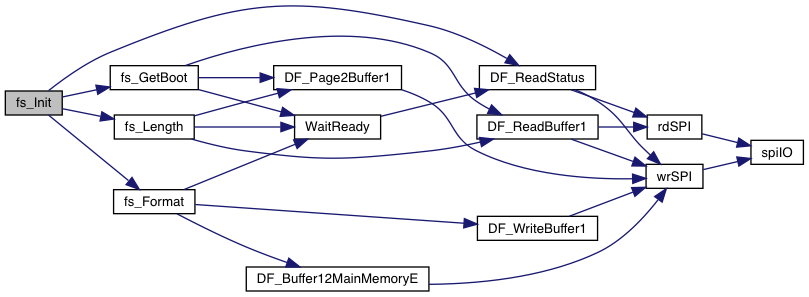 fs_Init
fs_GetBoot
fs_Length
fs_Format
DF_Page2Buffer1
WaitReady
DF_Buffer12MainMemoryE
DF_ReadStatus
DF_ReadBuffer1
DF_WriteBuffer1
rdSPI
wrSPI
spiIO